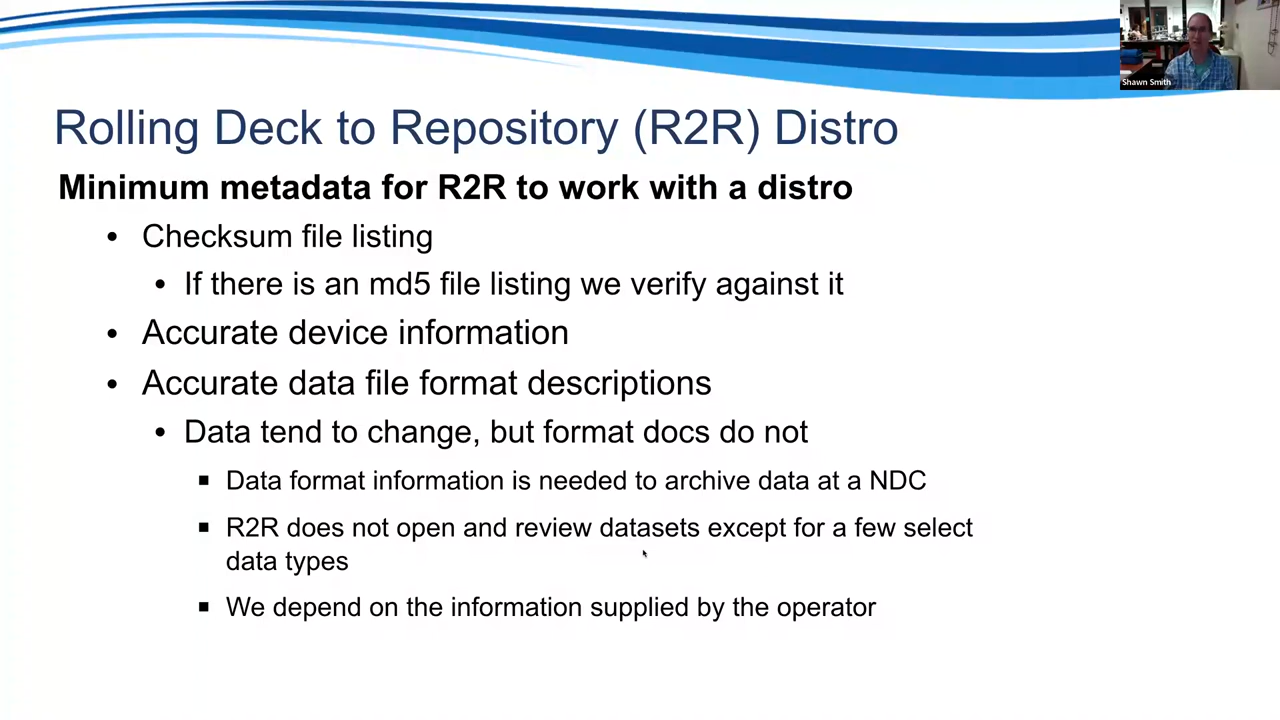 Shawn Smith
Rolling Deck to Repository (R2R) Distro
Minimum metadata for R2R to work with a distro
• Checksum file listing
• If there is an md5 file listing we verify against it
• Accurate device information
• Accurate data file format descriptions
• Data tend to change, but format docs do not
▪ Data format information is needed to archive data at a NDC
▪ R2R does not open and review datasets except for a few select
data types
▪ We depend on the information supplied by the operator